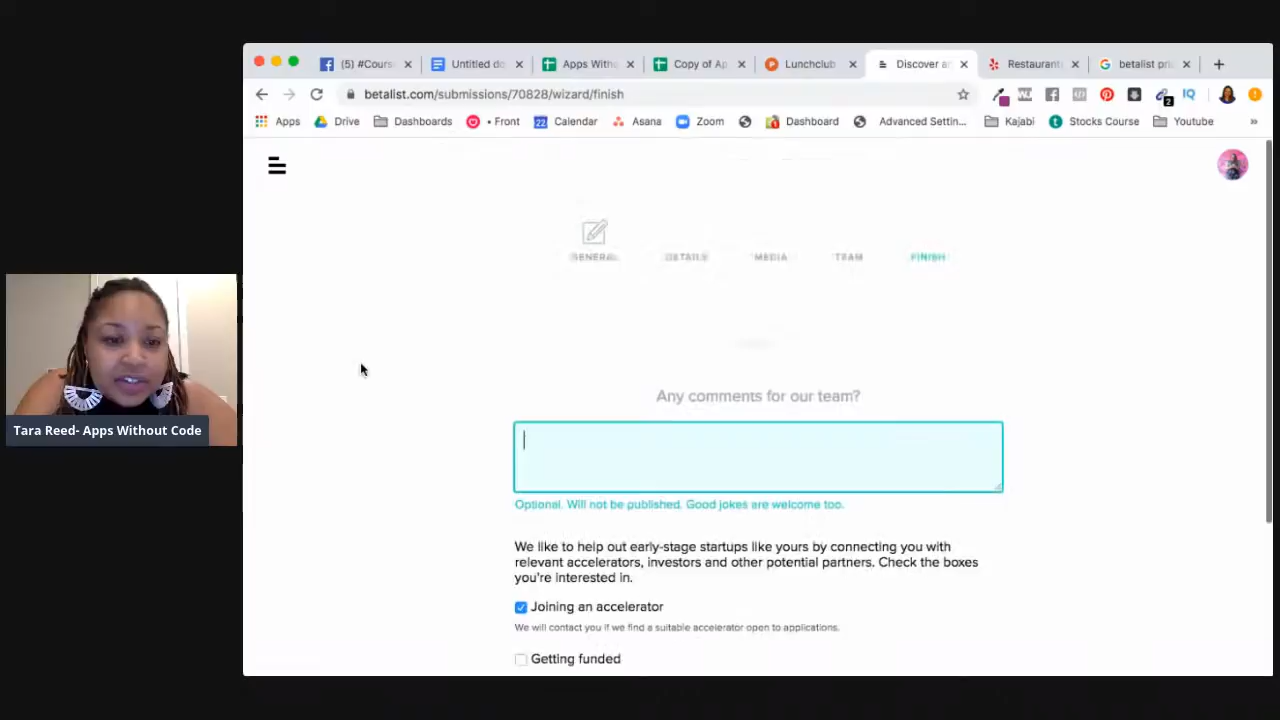 (5) #Cours
Untitled do
Apps Witho
Copy of Ap
Lunchclub
Discover an
Restaurant
betalist pri
betalist.com/submissions/70828/wizard/finish
2
IQ
Apps
Drive
Dashboards
• Front
22
Calendar
Asana
Zoom
Dashboard
Advanced Settin...
Kajabi
Stocks Course
Youtube
»
GENERAL
DETAILS
MEDIA
TEAM
FINISH
Any comments for our team?
Optional. Will not be published. Good jokes are welcome too.
We like to help out early-stage startups like yours by connecting you with
relevant accelerators, investors and other potential partners. Check the boxes
you're interested in.
Joining an accelerator
We will contact you if we find a suitable accelerator open to applications.
Getting funded
Tara Reed- Apps Without Code